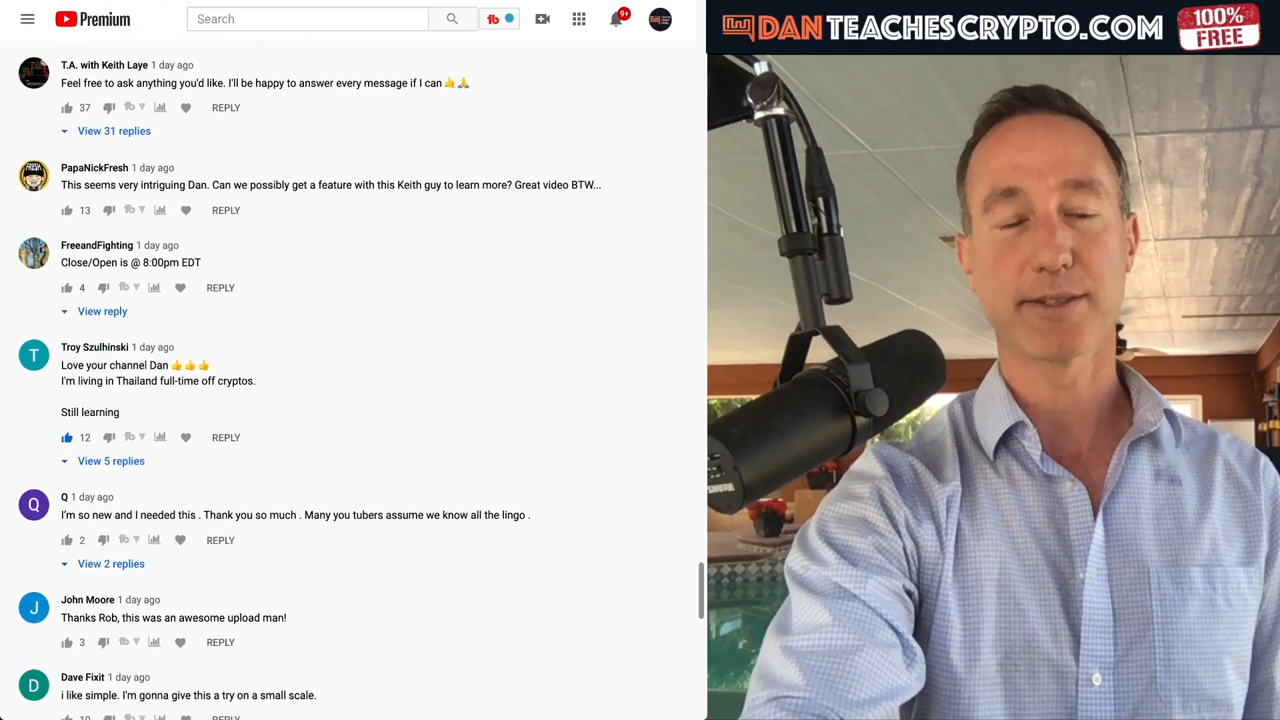 Premium
Search
9+
DANTEACHESCRYPTO.COM
100%
FREE
T.A. with Keith Laye 1 day ago
Feel free to ask anything you'd like. I'll be happy to answer every message if I can 🤙🙏
37 REPLY
View 31 replies
PapaNickFresh 1 day ago
This seems very intriguing Dan. Can we possibly get a feature with this Keith guy to learn more? Great video BTW...
13 REPLY
FreeandFighting 1 day ago
Close/Open is @ 8:00pm EDT
4 REPLY
View reply
T
Troy Szulhinski 1 day ago
Love your channel Dan 👍👍👍
I'm living in Thailand full-time off cryptos.
Still learning
12 REPLY
View 5 replies
Q
Q 1 day ago
I'm so new and I needed this . Thank you so much . Many you tubers assume we know all the lingo .
2 REPLY
View 2 replies
J
John Moore 1 day ago
Thanks Rob, this was an awesome upload man!
3 REPLY
D
Dave Fixit 1 day ago
i like simple. I'm gonna give this a try on a small scale.